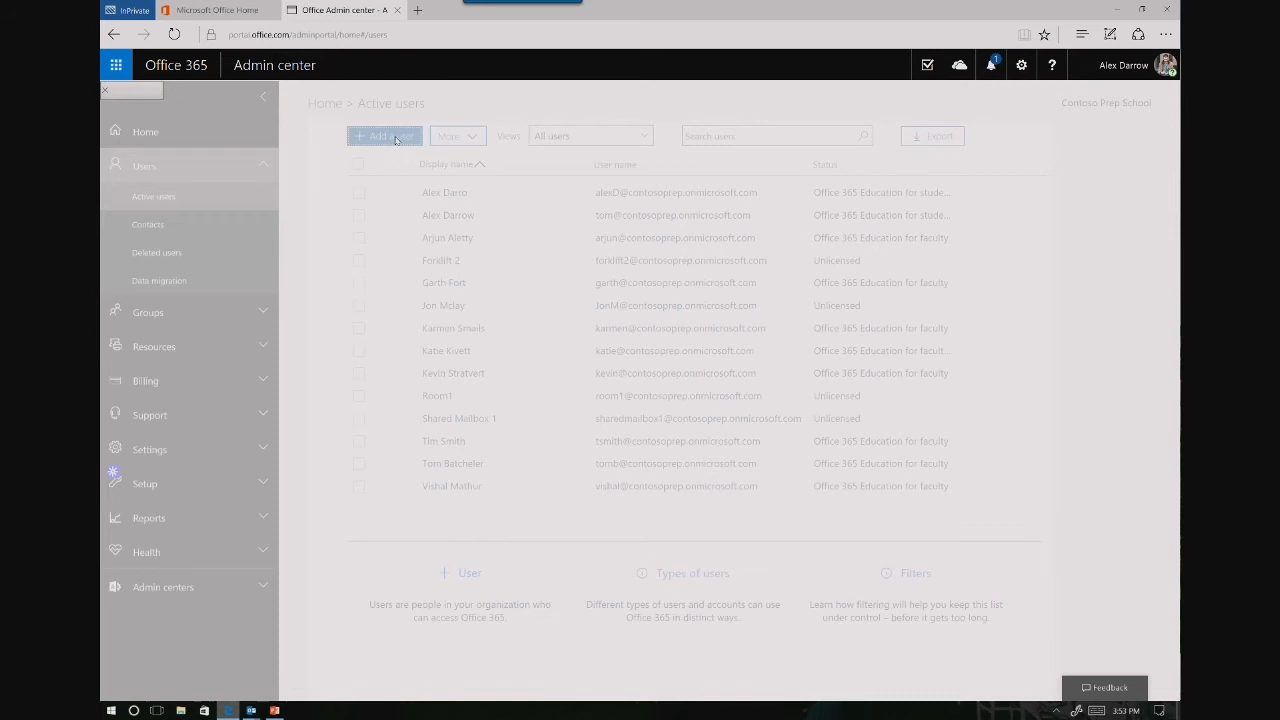 InPrivate
Microsoft Office Home
Office Admin center - A
portal.office.com/adminportal/home#/users
Office 365
Admin center
1
?
Alex Darrow
Home > Active users
Contoso Prep School
Home
Users
Active users
Contacts
Deleted users
Data migration
Groups
Resources
Billing
Support
Settings
Setup
Reports
Health
Admin centers
+ Add a user
More
Views
All users
Search users
Export
Display name
User name
Status
Alex Darro alexD@contosoprep.onmicrosoft.com Office 365 Education for stude...
Alex Darrow tom@contosoprep.onmicrosoft.com Office 365 Education for stude...
Arjun Aletty arjun@contosoprep.onmicrosoft.com Office 365 Education for faculty
Forklift 2 forklift2@contosoprep.onmicrosoft.com Unlicensed
Garth Fort garth@contosoprep.onmicrosoft.com Office 365 Education for faculty
Jon Mclay JonM@contosoprep.onmicrosoft.com Unlicensed
Karmen Smails karmen@contosoprep.onmicrosoft.com Office 365 Education for faculty
Katie Kivett katie@contosoprep.onmicrosoft.com Office 365 Education for facult...
Kevin Stratvert kevin@contosoprep.onmicrosoft.com Office 365 Education for faculty
Room1 room1@contosoprep.onmicrosoft.com Unlicensed
Shared Mailbox 1 sharedmailbox1@contosoprep.onmicrosoft.com Unlicensed
Tim Smith tsmith@contosoprep.onmicrosoft.com Office 365 Education for faculty
Tom Batcheler tomb@contosoprep.onmicrosoft.com Office 365 Education for faculty
Vishal Mathur vishal@contosoprep.onmicrosoft.com Office 365 Education for faculty
+ User
Users are people in your organization who
can access Office 365.
Types of users
Different types of users and accounts can use
Office 365 in distinct ways.
Filters
Learn how filtering will help you keep this list
under control – before it gets too long.
Feedback
3:53 PM